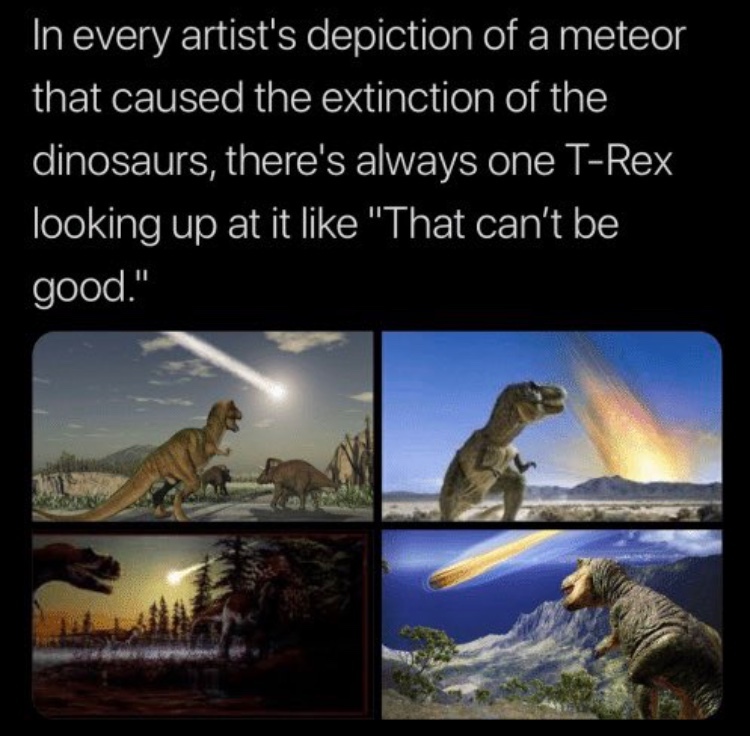 In every artist's depiction of a meteor
that caused the extinction of the
dinosaurs, there's always one T-Rex
looking up at it like "That can't be
good."